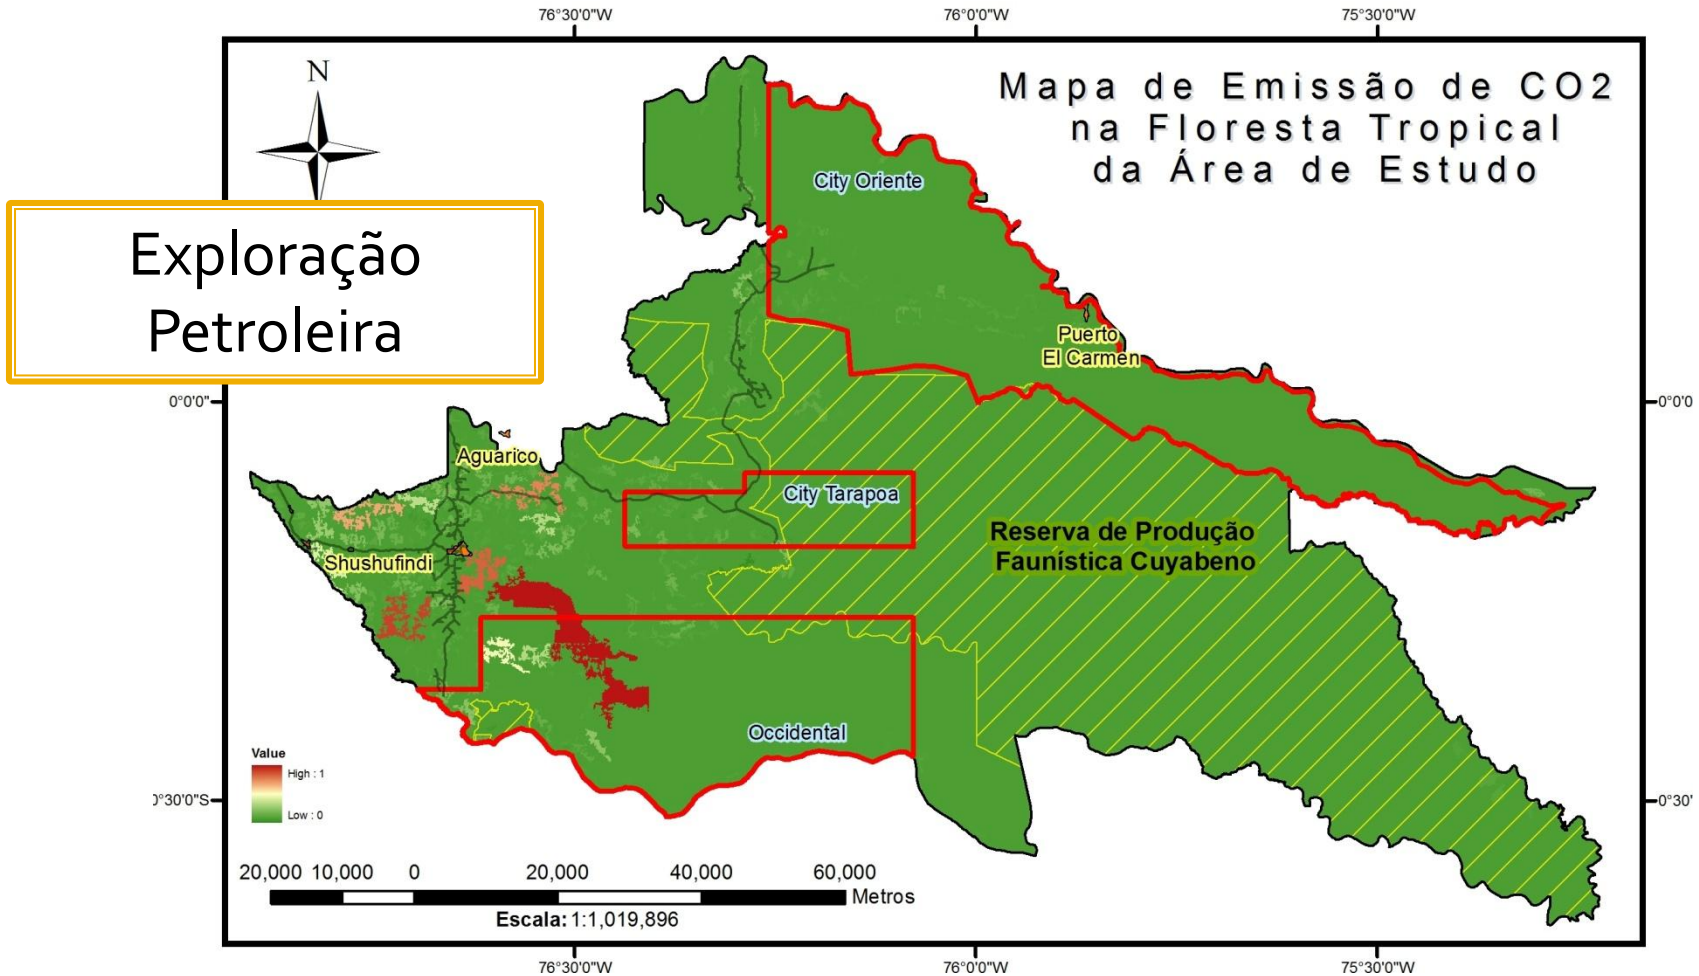 76°30'0"W
76°0'0"W
75°30'0"W
N
Mapa de Emissão de CO2
na Floresta Tropical
da Área de Estudo
City Oriente
Exploração
Petroleira
Puerto
El Carmen
0°0'0"
0°0'0
Aguarico
City Tarapoa
Reserva de Produção
Faunística Cuyabeno
Shushufindi
Occidental
Value
High : 1
Low : 0
0°30'0"S
0°30'
20,000 10,000 0 20,000 40,000 60,000
Metros
Escala: 1:1,019,896
76°30'0"W
76°0'0"W
75°30'0"W